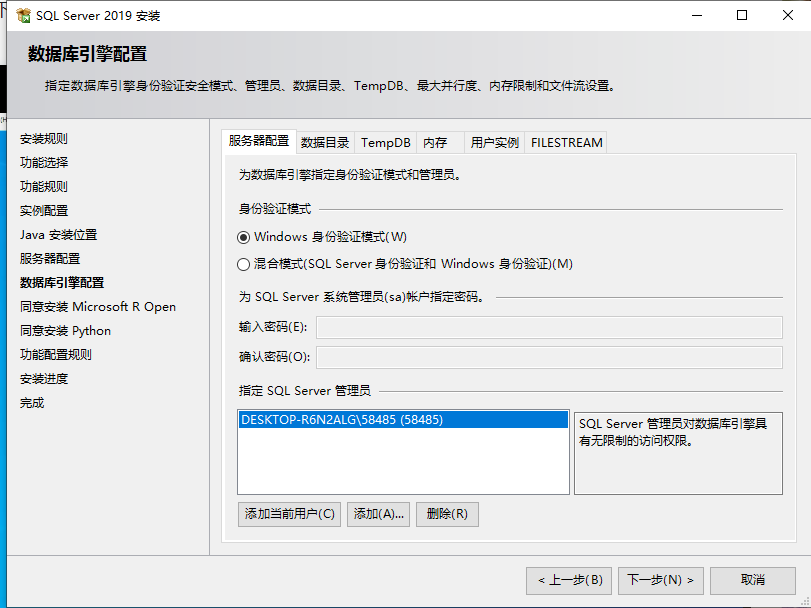 SQL Server 2019 安装
数据库引擎配置
指定数据库引擎身份验证安全模式、管理员、数据目录、TempDB、最大并行度、内存限制和文件流设置。
安装规则
功能选择
功能规则
实例配置
Java 安装位置
服务器配置
数据库引擎配置
同意安装 Microsoft R Open
同意安装 Python
功能配置规则
安装进度
完成
服务器配置 数据目录 TempDB 内存 用户实例 FILESTREAM
为数据库引擎指定身份验证模式和管理员。
身份验证模式
Windows 身份验证模式(W)
混合模式(SQL Server 身份验证和 Windows 身份验证)(M)
为 SQL Server 系统管理员(sa)帐户指定密码。
输入密码(E):
确认密码(O):
指定 SQL Server 管理员
DESKTOP-R6N2ALG\58485 (58485)
SQL Server 管理员对数据库引擎具
有无限制的访问权限。
添加当前用户(C) 添加(A)... 删除(R)
< 上一步(B) 下一步(N) > 取消